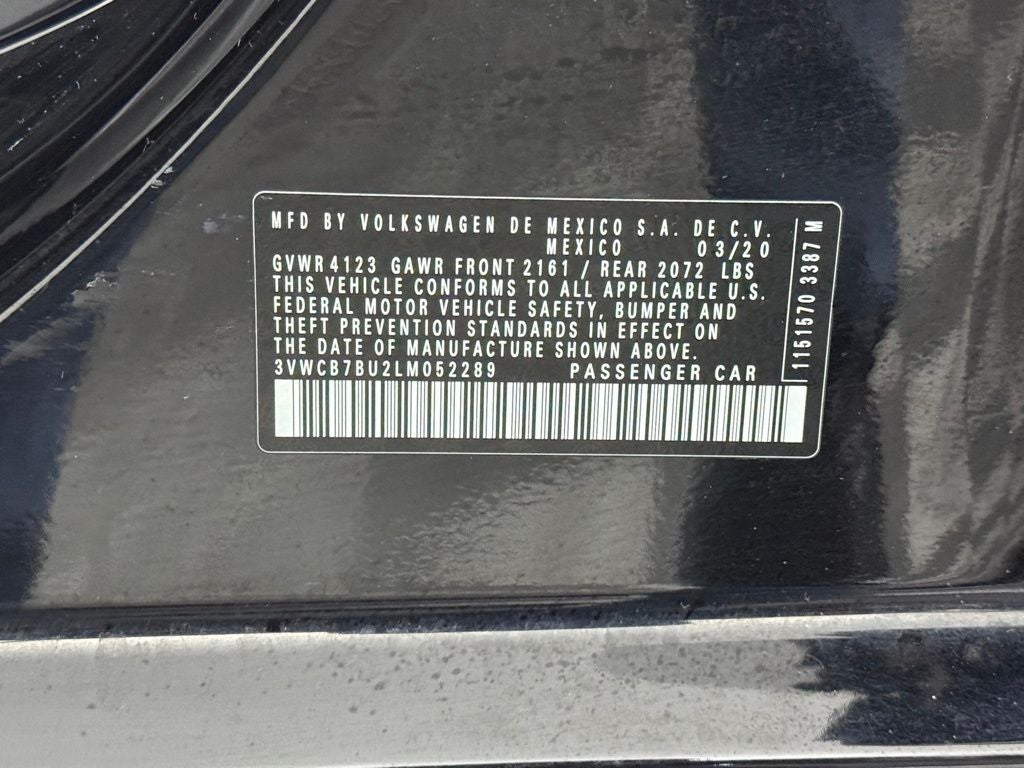 MFD BY VOLKSWAGEN DE MEXICO S.A. DE C.V.
MEXICO 03/20
GVWR 4123 GAWR FRONT 2161 / REAR 2072 LBS
THIS VEHICLE CONFORMS TO ALL APPLICABLE U.S.
FEDERAL MOTOR VEHICLE SAFETY, BUMPER AND
THEFT PREVENTION STANDARDS IN EFFECT ON
THE DATE OF MANUFACTURE SHOWN ABOVE.
3VWCB7BU2LM052289 PASSENGER CAR
1151570 3387 M